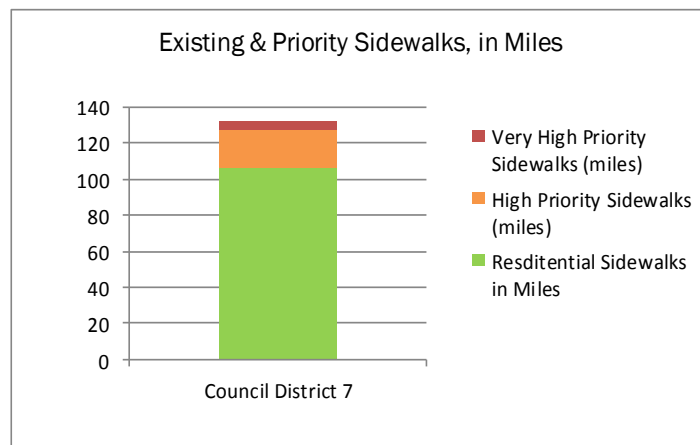 Existing & Priority Sidewalks, in Miles
140
120
100
80
60
40
20
0
Council District 7
Very High Priority
Sidewalks (miles)
High Priority Sidewalks
(miles)
Resditential Sidewalks
in Miles